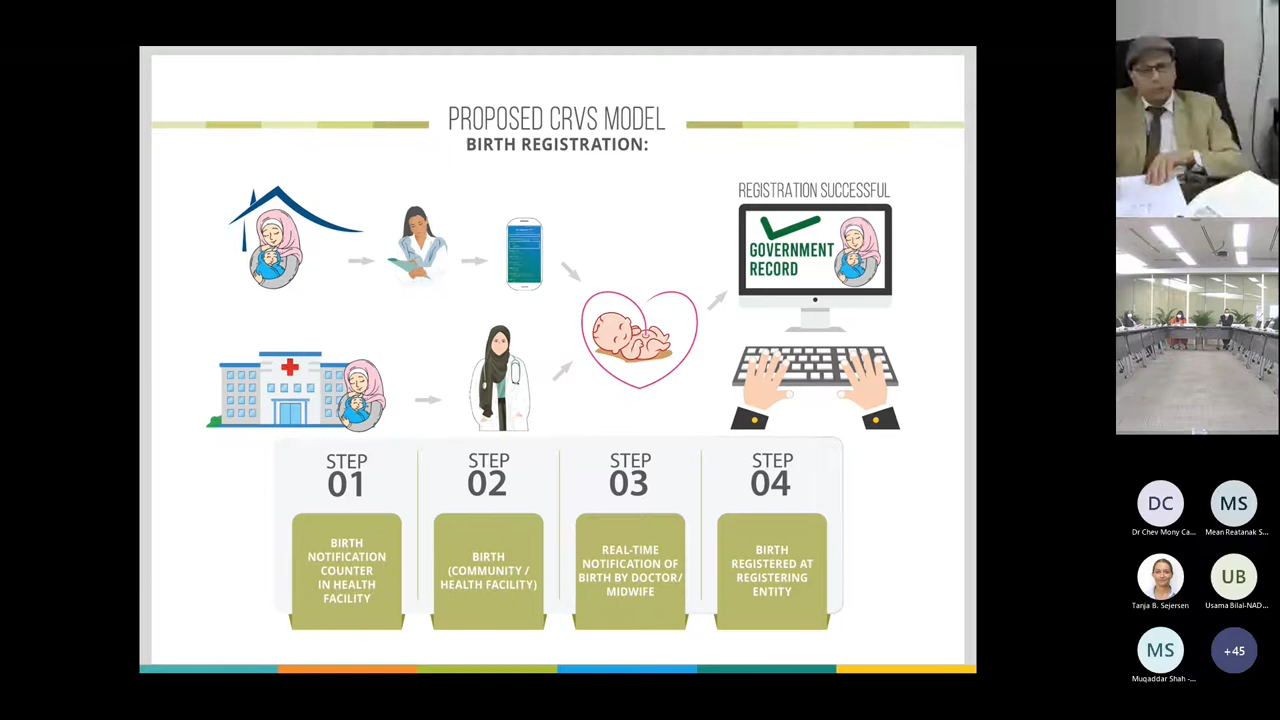 PROPOSED CRVS MODEL
BIRTH REGISTRATION:
REGISTRATION SUCCESSFUL
GOVERNMENT
RECORD
STEP
01
BIRTH
NOTIFICATION
COUNTER
IN HEALTH
FACILITY
STEP
02
BIRTH
(COMMUNITY /
HEALTH FACILITY)
STEP
03
REAL-TIME
NOTIFICATION OF
BIRTH BY DOCTOR/
MIDWIFE
STEP
04
BIRTH
REGISTERED AT
REGISTERING
ENTITY
DC
Dr Chev Mony Ca...
MS
Mean Reatanak S...
Tanja B. Sejersen
UB
Usama Bilal-NAD...
MS
Muqaddar Shah -...
+45